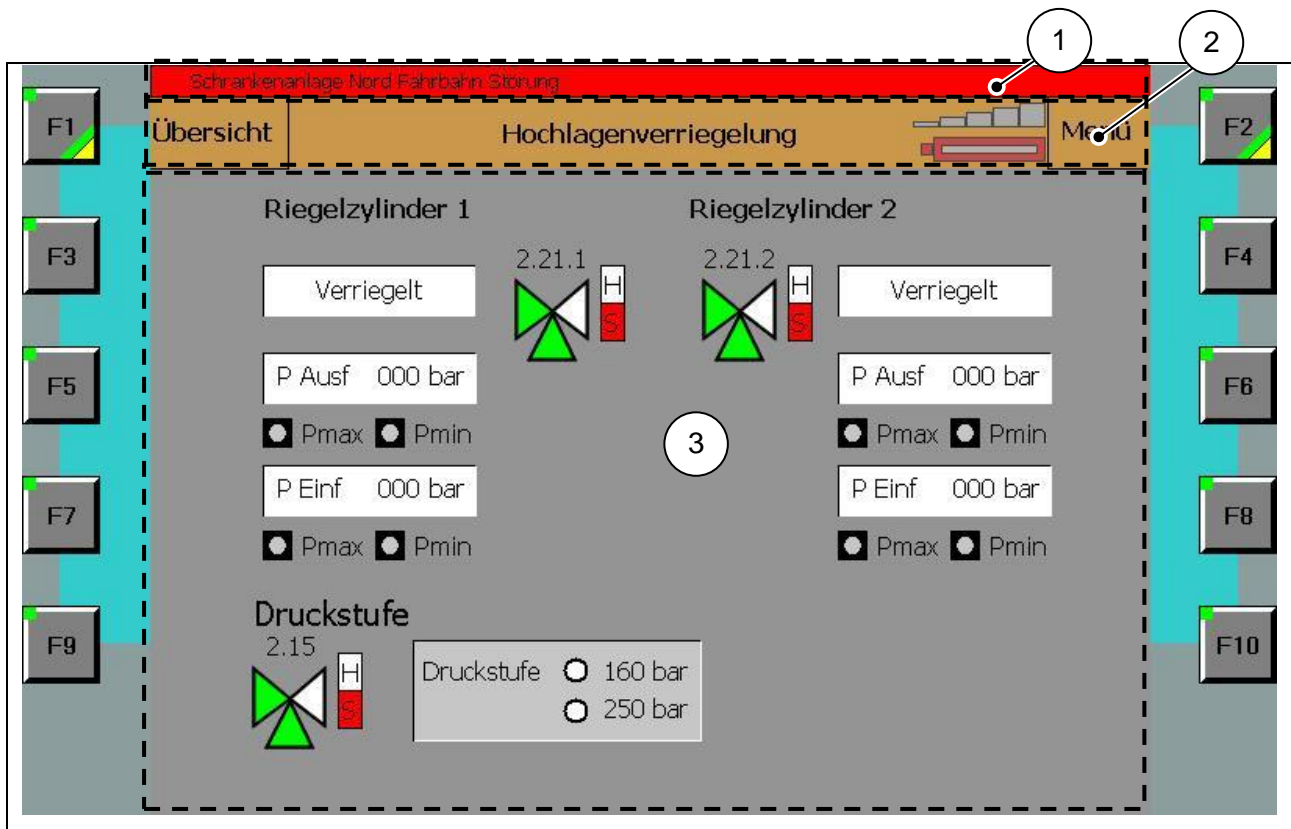 1 2
Schrankenanlage Nord Fahrbahn Störung
F1 Übersicht Hochlagenverriegelung Menü F2
Riegelzylinder 1 Riegelzylinder 2
F3 2.21.1 2.21.2 F4
Verriegelt H H Verriegelt
S S
F5 P Ausf 000 bar P Ausf 000 bar F6
Pmax Pmin 3 Pmax Pmin
P Einf 000 bar P Einf 000 bar
F7 F8
Pmax Pmin Pmax Pmin
Druckstufe
F9 2.15 F10
H Druckstufe 160 bar
S 250 bar